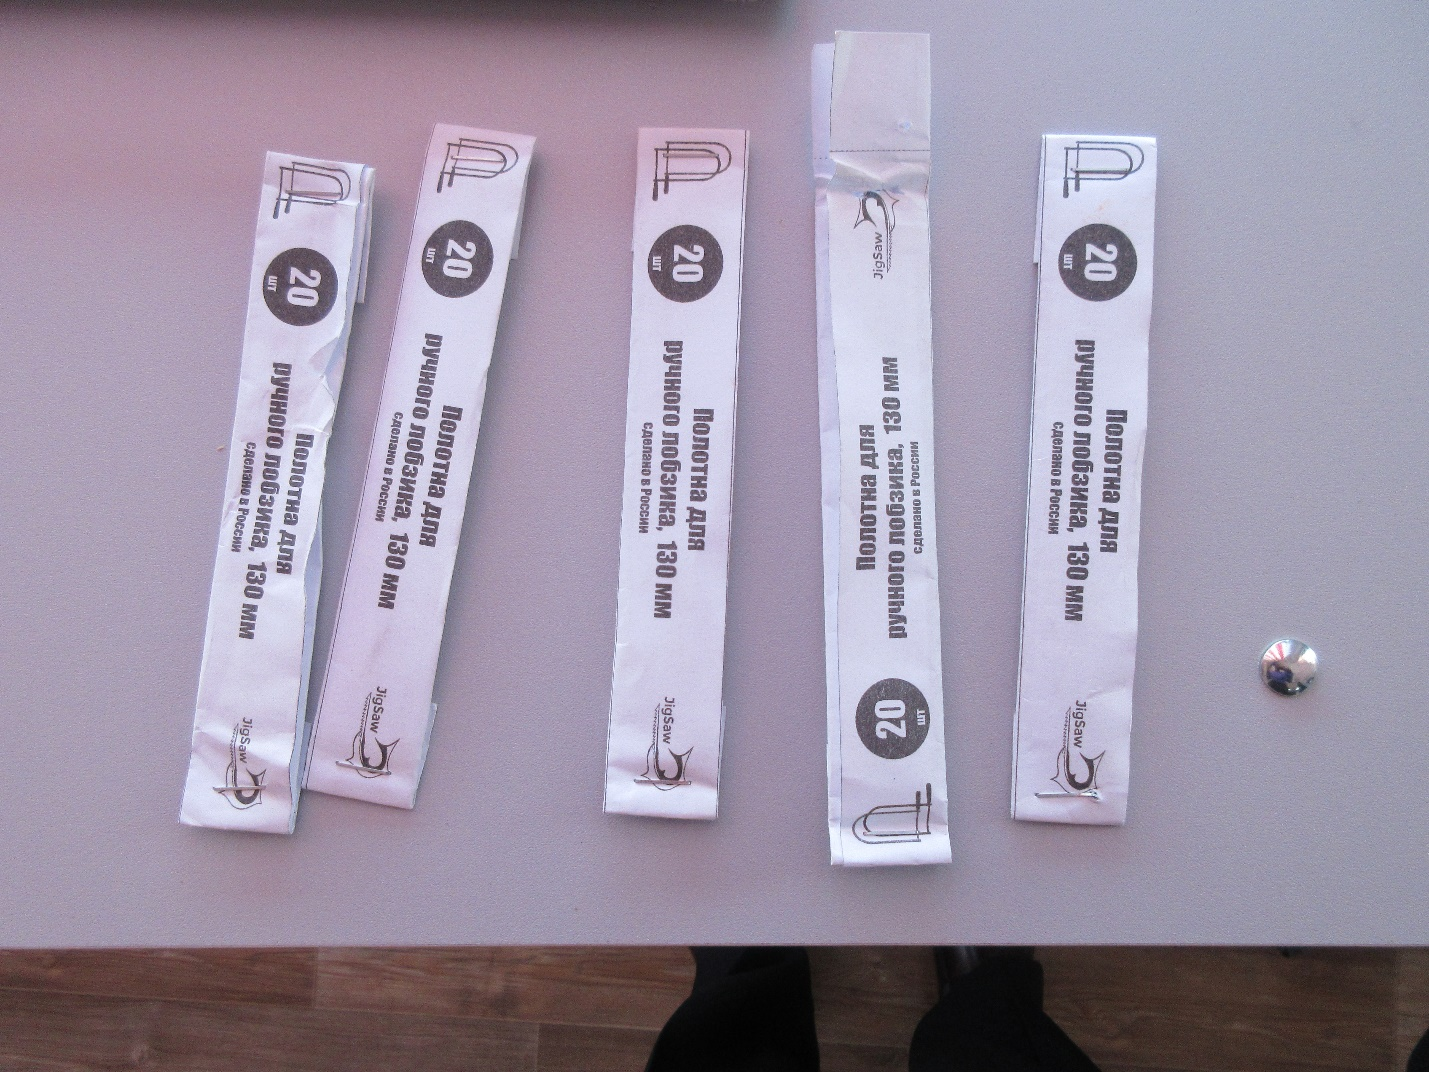 20
шт
Полотна для
ручного лобзика, 130 мм
сделано в России
JigSaw
20
шт
Полотна для
ручного лобзика, 130 мм
сделано в России
JigSaw
20
шт
Полотна для
ручного лобзика, 130 мм
сделано в России
JigSaw
JigSaw
Полотна для
ручного лобзика, 130 мм
сделано в России
20
шт
20
шт
Полотна для
ручного лобзика, 130 мм
сделано в России
JigSaw